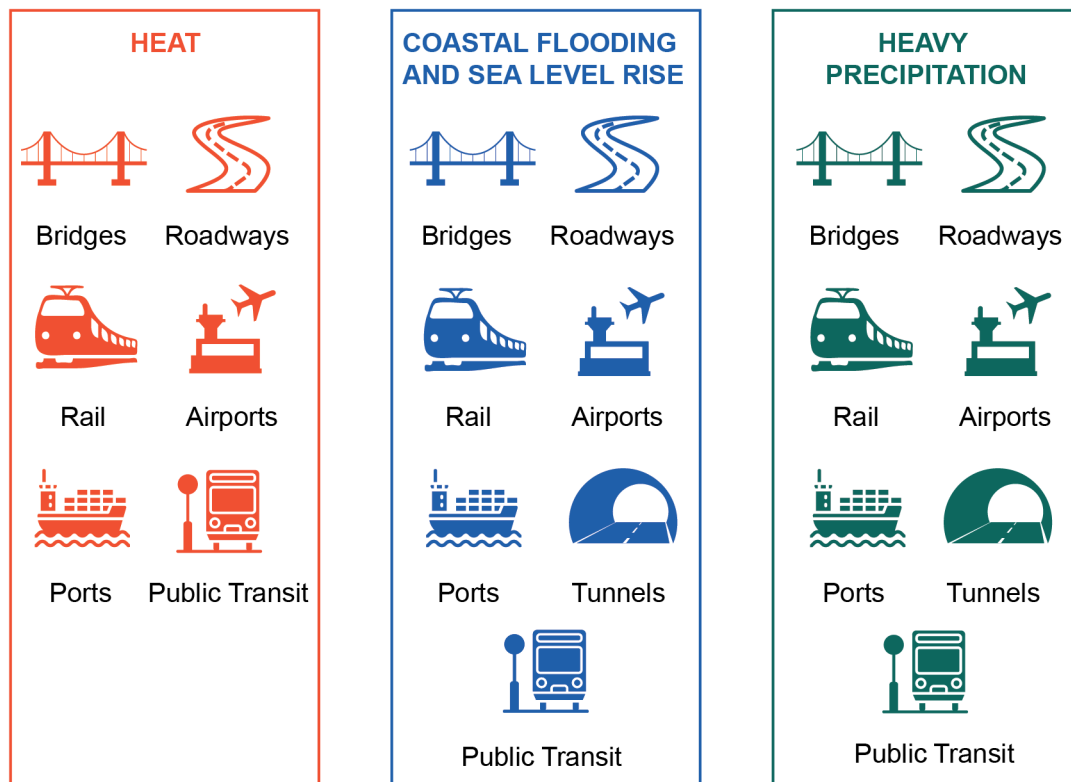 HEAT
Bridges
Roadways
Rail
Airports
Ports
Public Transit
COASTAL FLOODING
AND SEA LEVEL RISE
Bridges
Roadways
Rail
Airports
Ports
Tunnels
Public Transit
HEAVY
PRECIPITATION
Bridges
Roadways
Rail
Airports
Ports
Tunnels
Public Transit